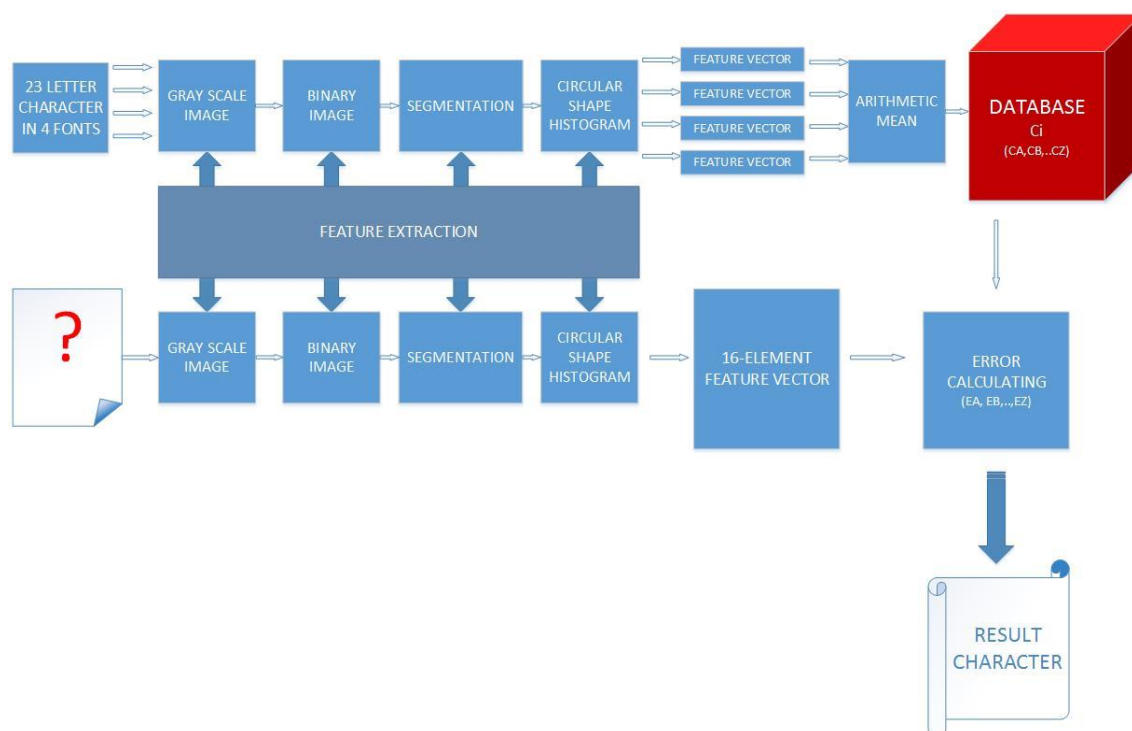 23 LETTER
CHARACTER
IN 4 FONTS
GRAY SCALE
IMAGE
BINARY
IMAGE
SEGMENTATION
CIRCULAR
SHAPE
HISTOGRAM
FEATURE VECTOR
FEATURE VECTOR
FEATURE VECTOR
FEATURE VECTOR
ARITHMETIC
MEAN
DATABASE
Ci
(CA,CB,..CZ)
FEATURE EXTRACTION
?
GRAY SCALE
IMAGE
BINARY
IMAGE
SEGMENTATION
CIRCULAR
SHAPE
HISTOGRAM
16-ELEMENT
FEATURE VECTOR
ERROR
CALCULATING
(EA, EB,..,EZ)
RESULT
CHARACTER